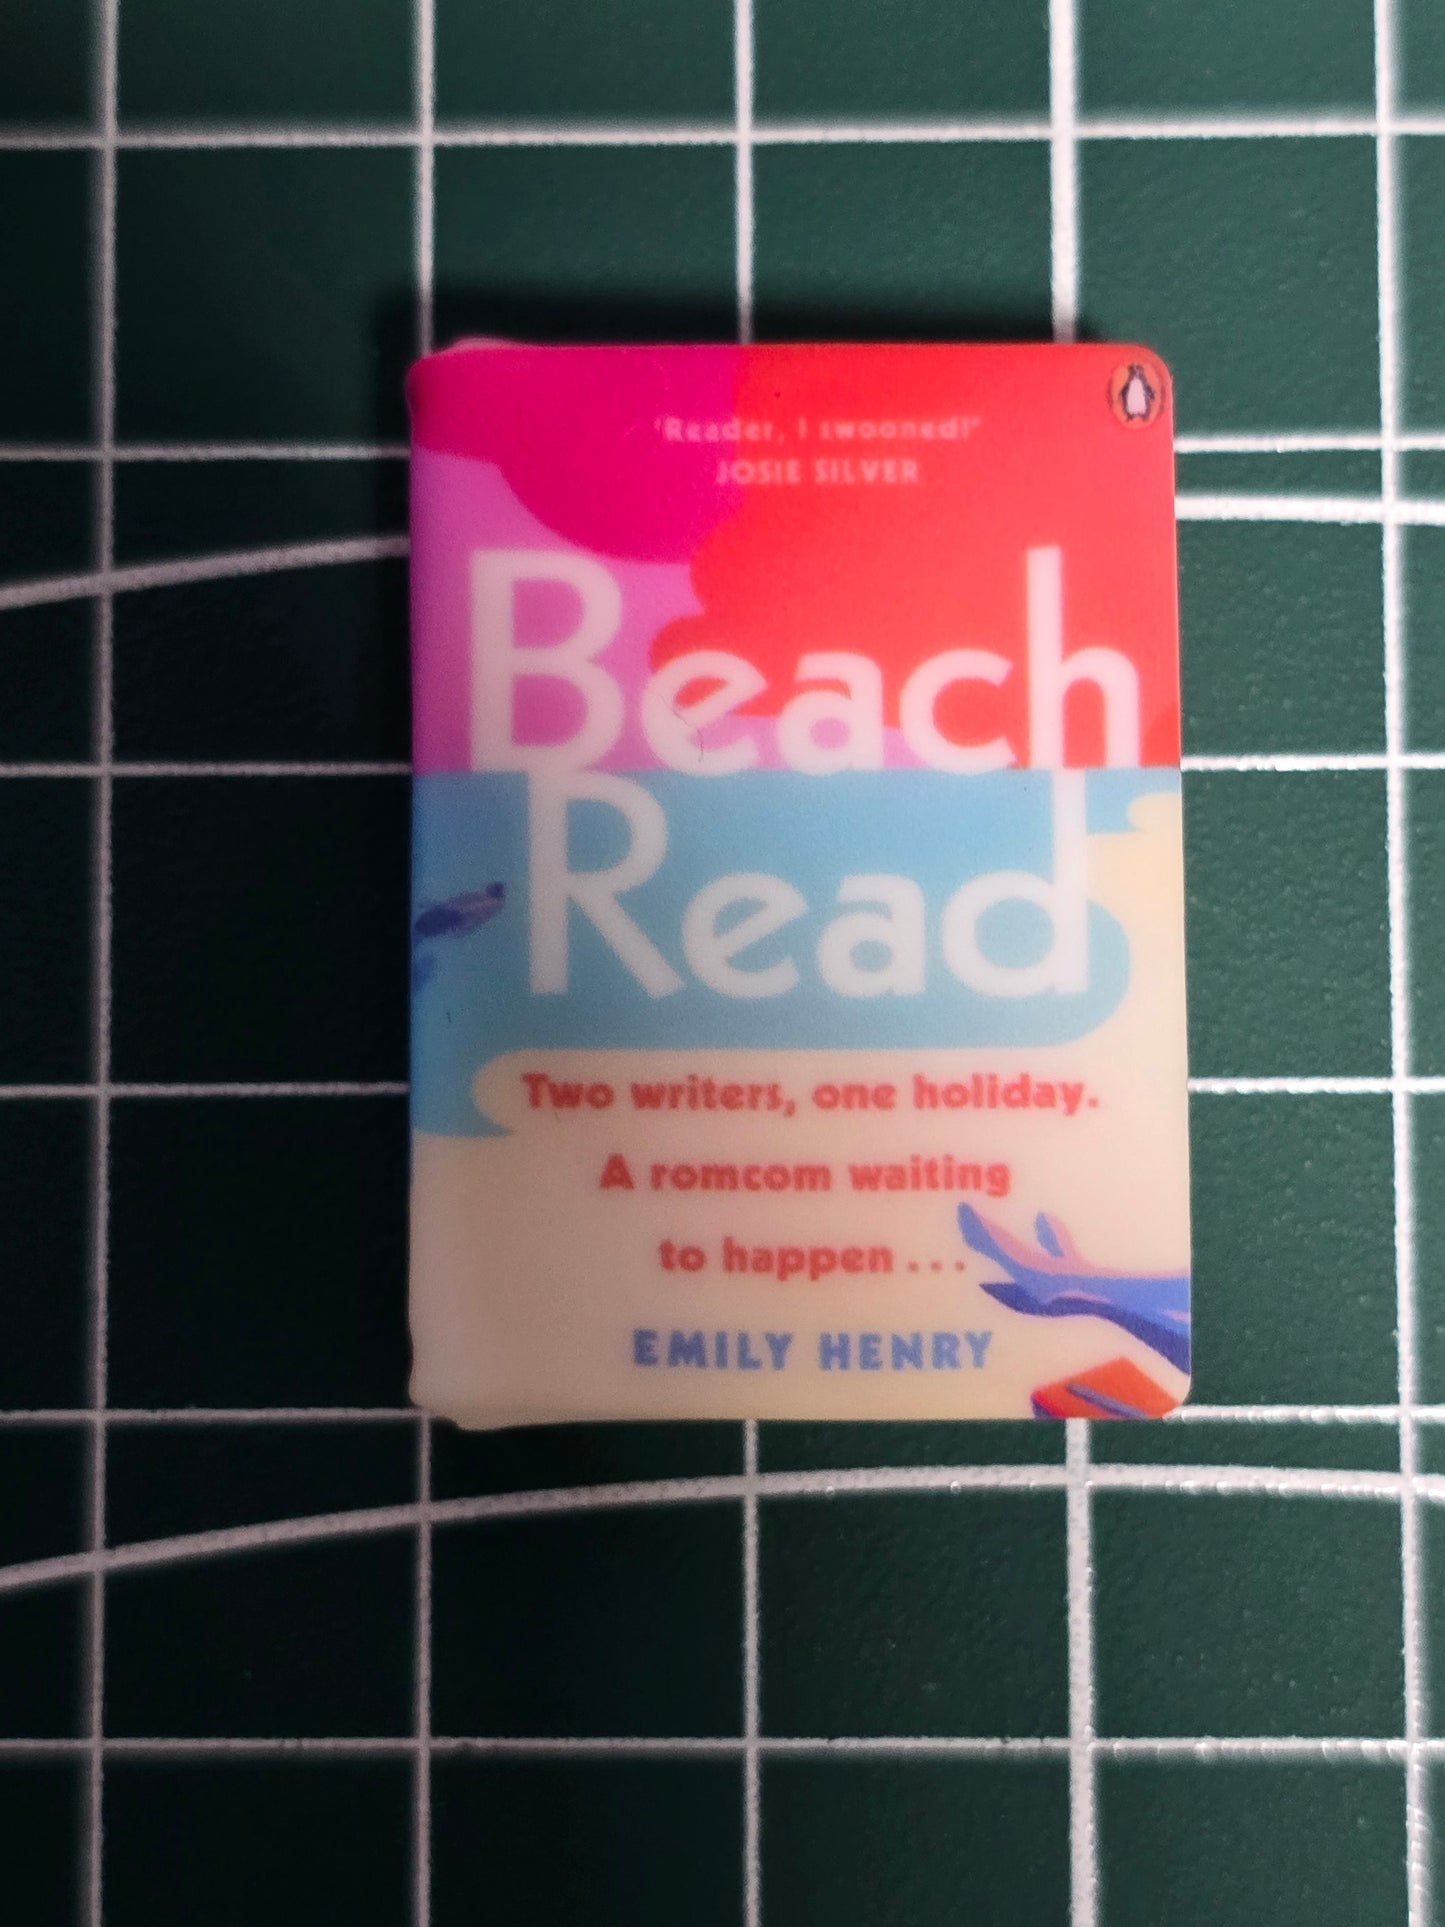 'Reader, I swooned!'
JOSIE SILVER
Beach
Read
Two writers, one holiday.
A romcom waiting
to happen...
EMILY HENRY